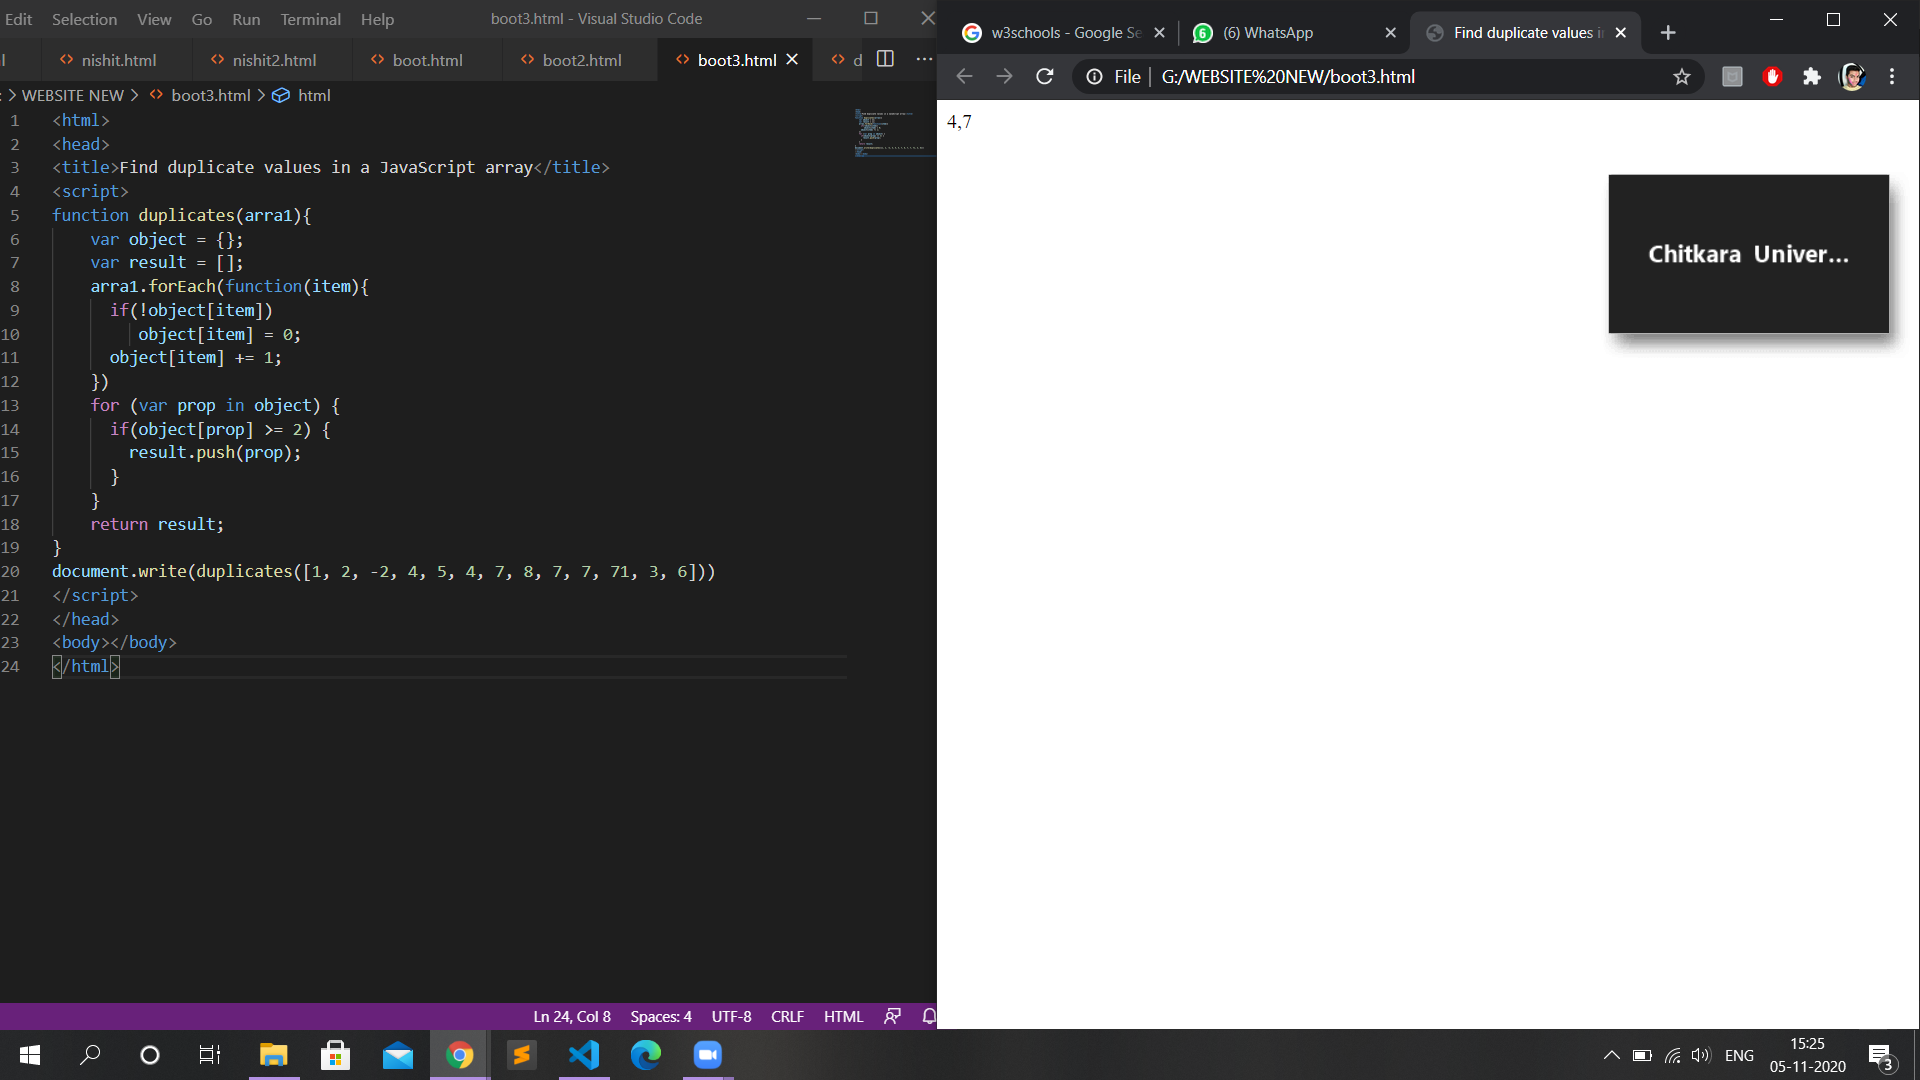 Edit Selection View Go Run Terminal Help boot3.html - Visual Studio Code
nishit.html nishit2.html boot.html boot2.html boot3.html d
WEBSITE NEW > boot3.html > html
1 <html>
2 <head>
3 <title>Find duplicate values in a JavaScript array</title>
4 <script>
5 function duplicates(arra1){
6 var object = {};
7 var result = [];
8 arra1.forEach(function(item){
9 if(!object[item])
10 object[item] = 0;
11 object[item] += 1;
12 })
13 for (var prop in object) {
14 if(object[prop] >= 2) {
15 result.push(prop);
16 }
17 }
18 return result;
19 }
20 document.write(duplicates([1, 2, -2, 4, 5, 4, 7, 8, 7, 7, 71, 3, 6]))
21 </script>
22 </head>
23 <body></body>
24 </html>
Ln 24, Col 8 Spaces: 4 UTF-8 CRLF HTML
w3schools - Google Se (6) WhatsApp Find duplicate values i
File G:/WEBSITE%20NEW/boot3.html
4,7
Chitkara Univer...
ENG 15:25
05-11-2020
3